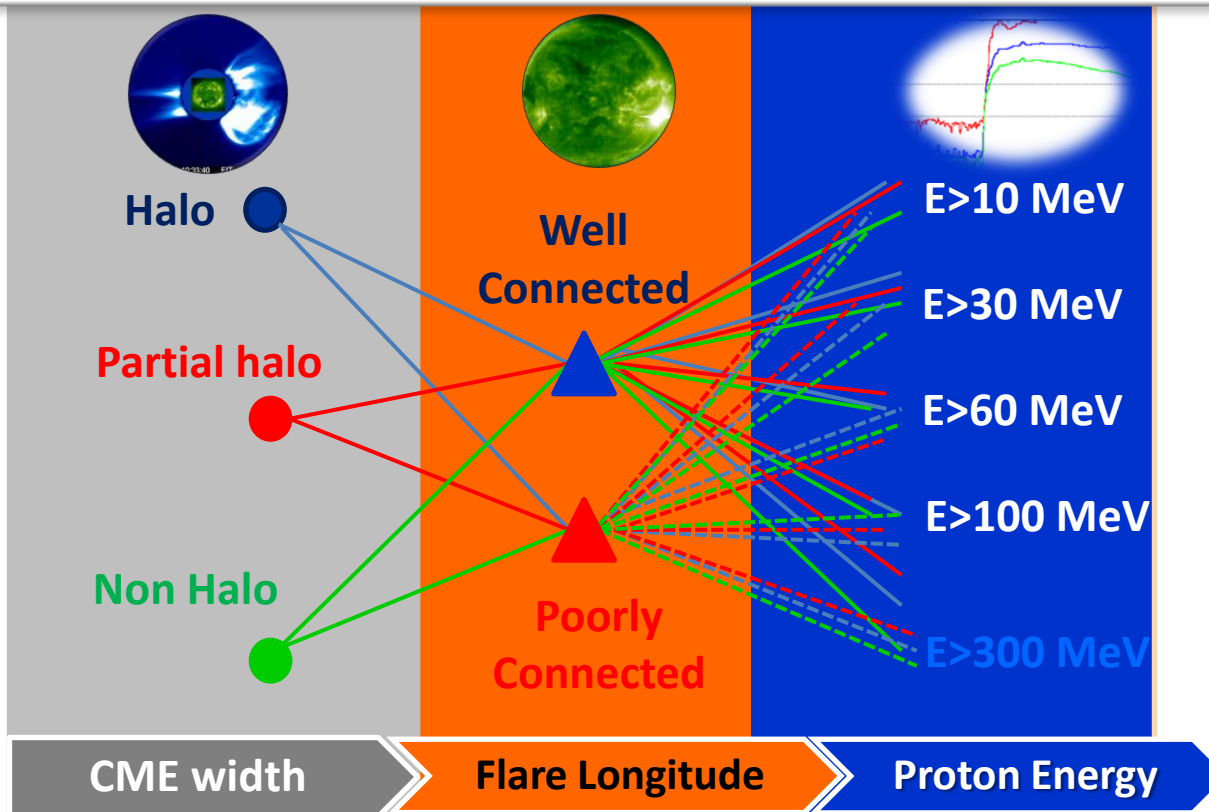 Halo
Partial halo
Non Halo
Well
Connected
Poorly
Connected
E>10 MeV
E>30 MeV
E>60 MeV
E>100 MeV
E>300 MeV
CME width
Flare Longitude
Proton Energy